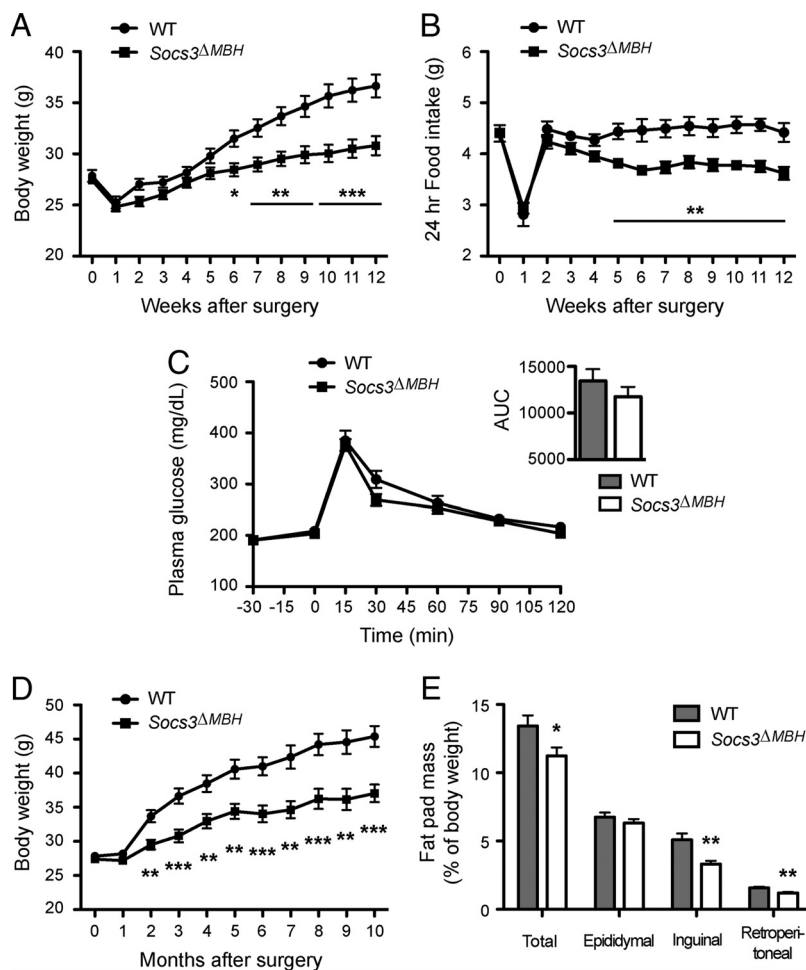 A
WT
Socs3ΔMBH
Body weight (g)
40
35
30
25
20
*
**
***
0 1 2 3 4 5 6 7 8 9 10 11 12
Weeks after surgery
B
WT
Socs3ΔMBH
24 hr Food intake (g)
6
5
4
3
2
**
0 1 2 3 4 5 6 7 8 9 10 11 12
Weeks after surgery
C
WT
Socs3ΔMBH
Plasma glucose (mg/dL)
500
400
300
200
100
-30 -15 0 15 30 45 60 75 90 105 120
Time (min)
AUC
15000
10000
5000
WT
Socs3ΔMBH
D
WT
Socs3ΔMBH
Body weight (g)
50
45
40
35
30
25
20
** *** ** ** *** ** *** ** ***
0 1 2 3 4 5 6 7 8 9 10
Months after surgery
E
WT
Socs3ΔMBH
Fat pad mass
(% of body weight)
15
10
5
0
*
**
**
Total Epididymal Inguinal Retroperi-
toneal